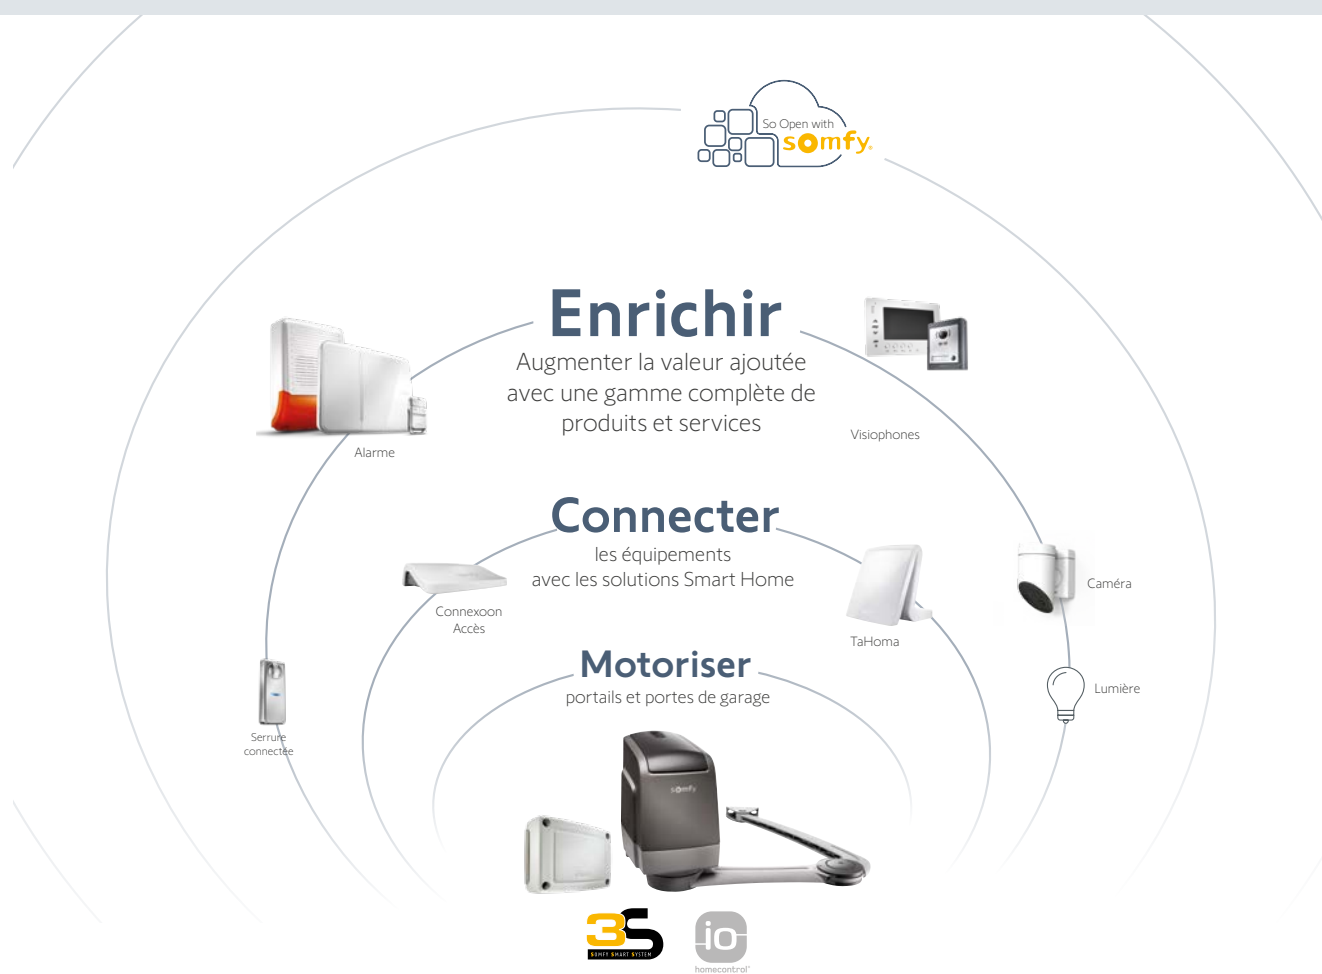 So Open with
somfy®
Enrichir
Augmenter la valeur ajoutée
avec une gamme complète de
produits et services
Alarme
Visiophones
Connecter
les équipements
avec les solutions Smart Home
Connexoon
Accès
TaHoma
Caméra
Motoriser
portails et portes de garage
Lumière
Serrure
connectée
somfy
3S
SOMFY SMART SYSTEM
io
homecontrol®